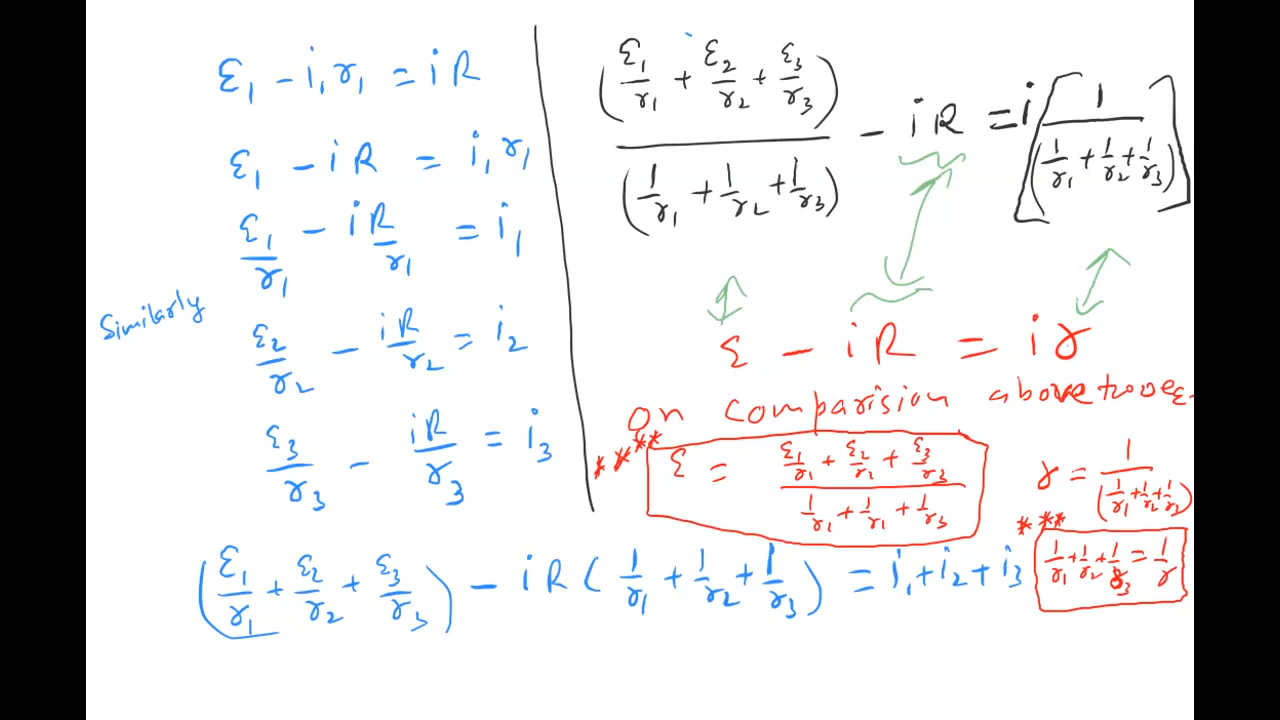 ε₁ - i₁r₁ = iR
ε₁ - iR = i₁r₁
ε₁/r₁ - iR/r₁ = i₁
Similarly
ε₂/r₂ - iR/r₂ = i₂
ε₃/r₃ - iR/r₃ = i₃
(ε₁/r₁ + ε₂/r₂ + ε₃/r₃) - iR(1/r₁ + 1/r₂ + 1/r₃) = i₁ + i₂ + i₃
(ε₁/r₁ + ε₂/r₂ + ε₃/r₃)/(1/r₁ + 1/r₂ + 1/r₃) - iR = i[1/(1/r₁ + 1/r₂ + 1/r₃)]
ε - iR = ir
on comparision above two
**** ε = (ε₁/r₁ + ε₂/r₂ + ε₃/r₃)/(1/r₁ + 1/r₁ + 1/r₃)
r = 1/(1/r₁ + 1/r₂ + 1/r₂)
*** 1/r₁ + 1/r₂ + 1/r₃ = 1/r